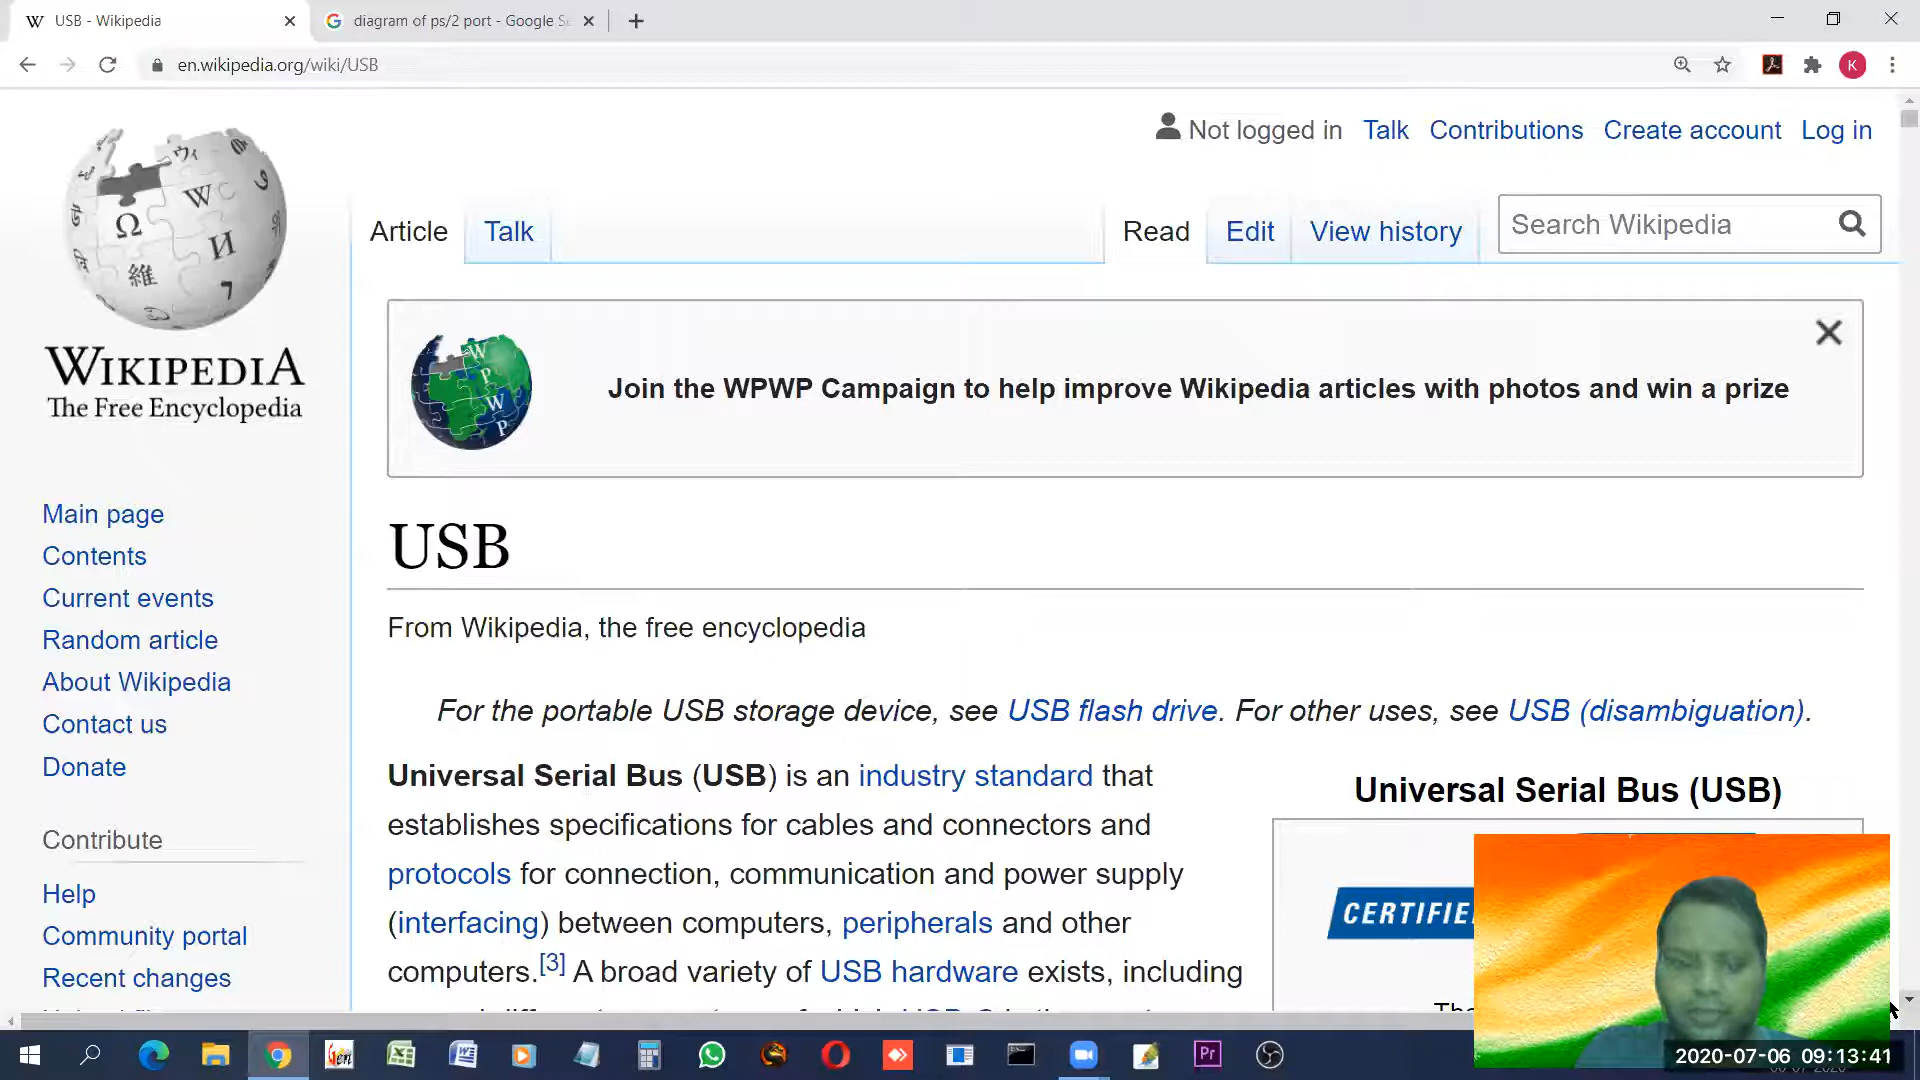 USB - Wikipedia
diagram of ps/2 port - Google Se
en.wikipedia.org/wiki/USB
K
Not logged in Talk Contributions Create account Log in
Article Talk Read Edit View history Search Wikipedia
WIKIPEDIA
The Free Encyclopedia
Join the WPWP Campaign to help improve Wikipedia articles with photos and win a prize
USB
From Wikipedia, the free encyclopedia
For the portable USB storage device, see USB flash drive. For other uses, see USB (disambiguation).
Main page
Contents
Current events
Random article
About Wikipedia
Contact us
Donate
Contribute
Help
Community portal
Recent changes
Universal Serial Bus (USB) is an industry standard that
establishes specifications for cables and connectors and
protocols for connection, communication and power supply
(interfacing) between computers, peripherals and other
computers.[3] A broad variety of USB hardware exists, including
Universal Serial Bus (USB)
CERTIFIE
2020-07-06 09:13:41